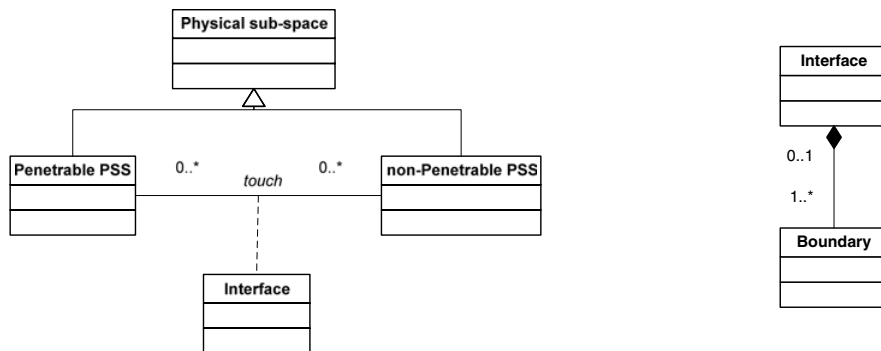 Physical sub-space
Penetrable PSS
0..*
touch
0..*
non-Penetrable PSS
Interface
Interface
0..1
1..*
Boundary